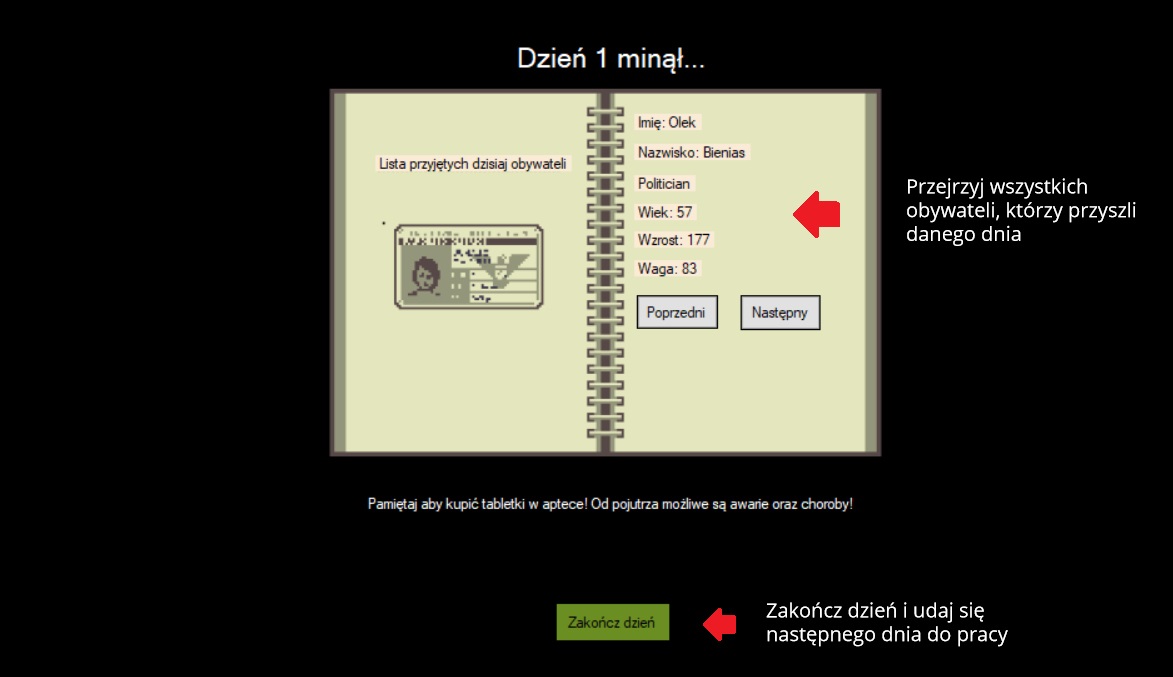 Dzień 1 minął...
Lista przyjętych dzisiaj obywateli
Imię: Olek
Nazwisko: Bienias
Politician
Wiek: 57
Wzrost: 177
Waga: 83
Poprzedni
Następny
Przejrzyj wszystkich
obywateli, którzy przyszli
danego dnia
Pamiętaj aby kupić tabletki w aptece! Od pojutrza możliwe są awarie oraz choroby!
Zakończ dzień
Zakończ dzień i udaj się
następnego dnia do pracy